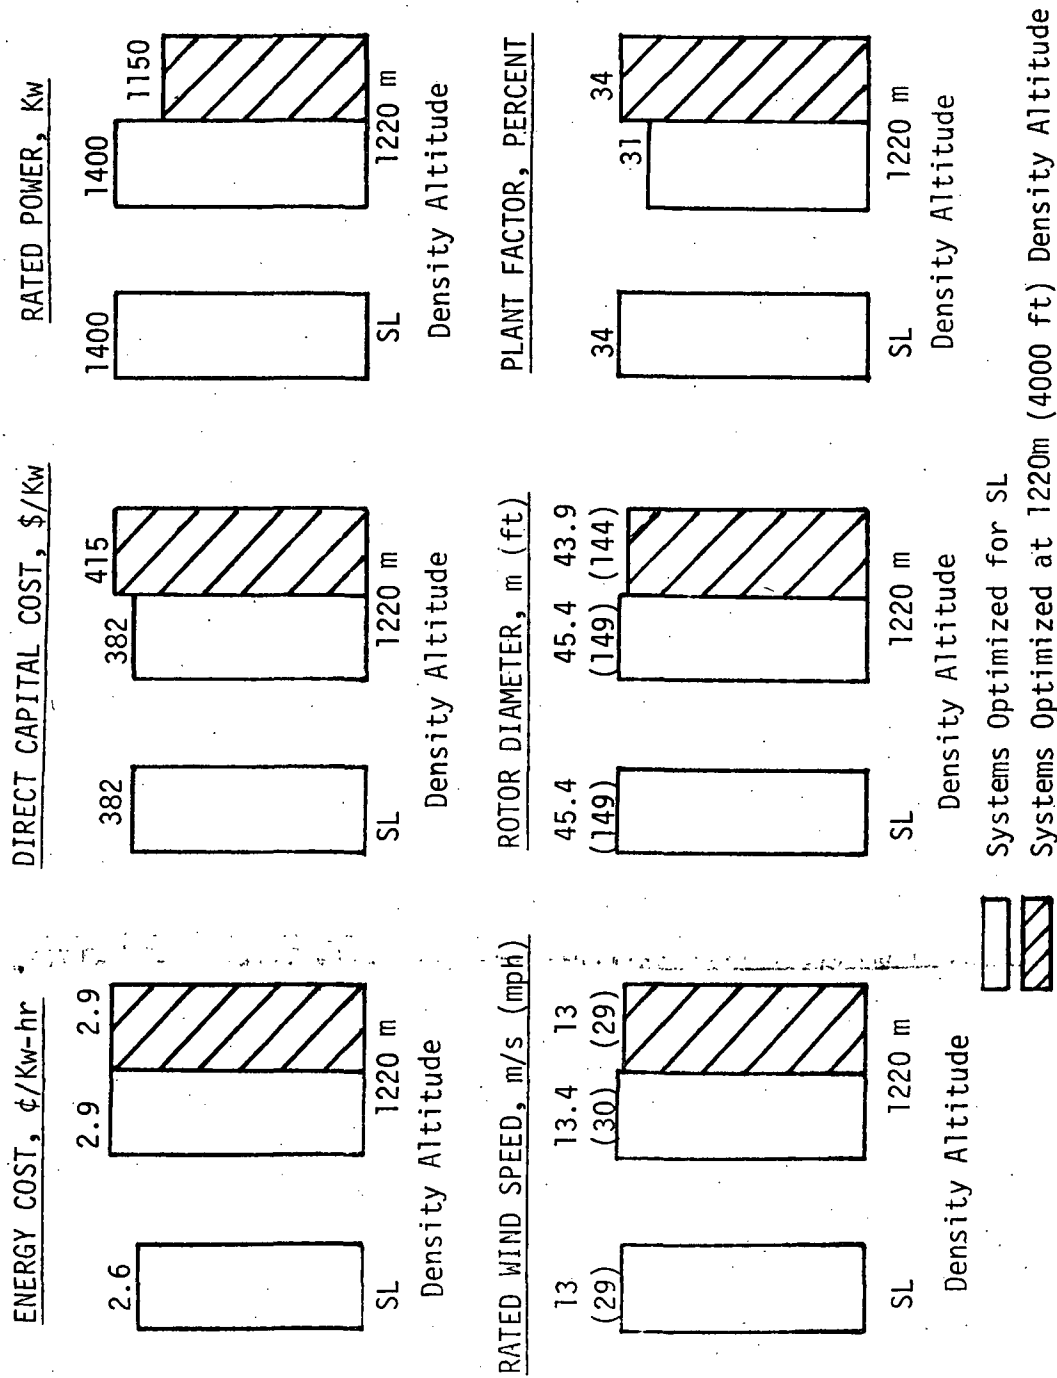 ENERGY COST, ¢/Kw-hr
2.6
2.9
2.9
SL
1220 m
Density Altitude
DIRECT CAPITAL COST, $/Kw
382
382
415
SL
1220 m
Density Altitude
RATED POWER, Kw
1400
1400
1150
SL
1220 m
Density Altitude
RATED WIND SPEED, m/s (mph)
13
(29)
13.4
(30)
13
(29)
SL
1220 m
Density Altitude
ROTOR DIAMETER, m (ft)
45.4
(149)
45.4
(149)
43.9
(144)
SL
1220 m
Density Altitude
PLANT FACTOR, PERCENT
34
31
34
SL
1220 m
Density Altitude
Systems Optimized for SL
Systems Optimized at 1220m (4000 ft) Density Altitude